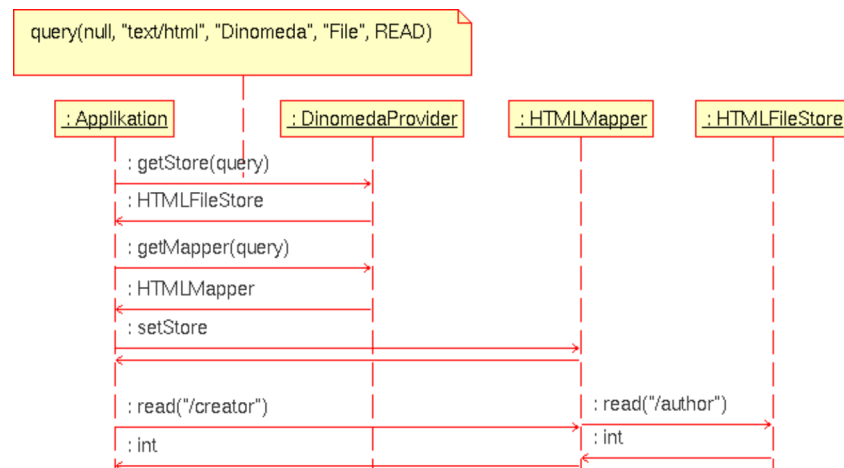 query(null, "text/html", "Dinomeda", "File", READ)
: Applikation
: DinomedaProvider
: HTMLMapper
: HTMLFileStore
: getStore(query)
: HTMLFileStore
: getMapper(query)
: HTMLMapper
: setStore
: read("/creator")
: read("/author")
: int
: int